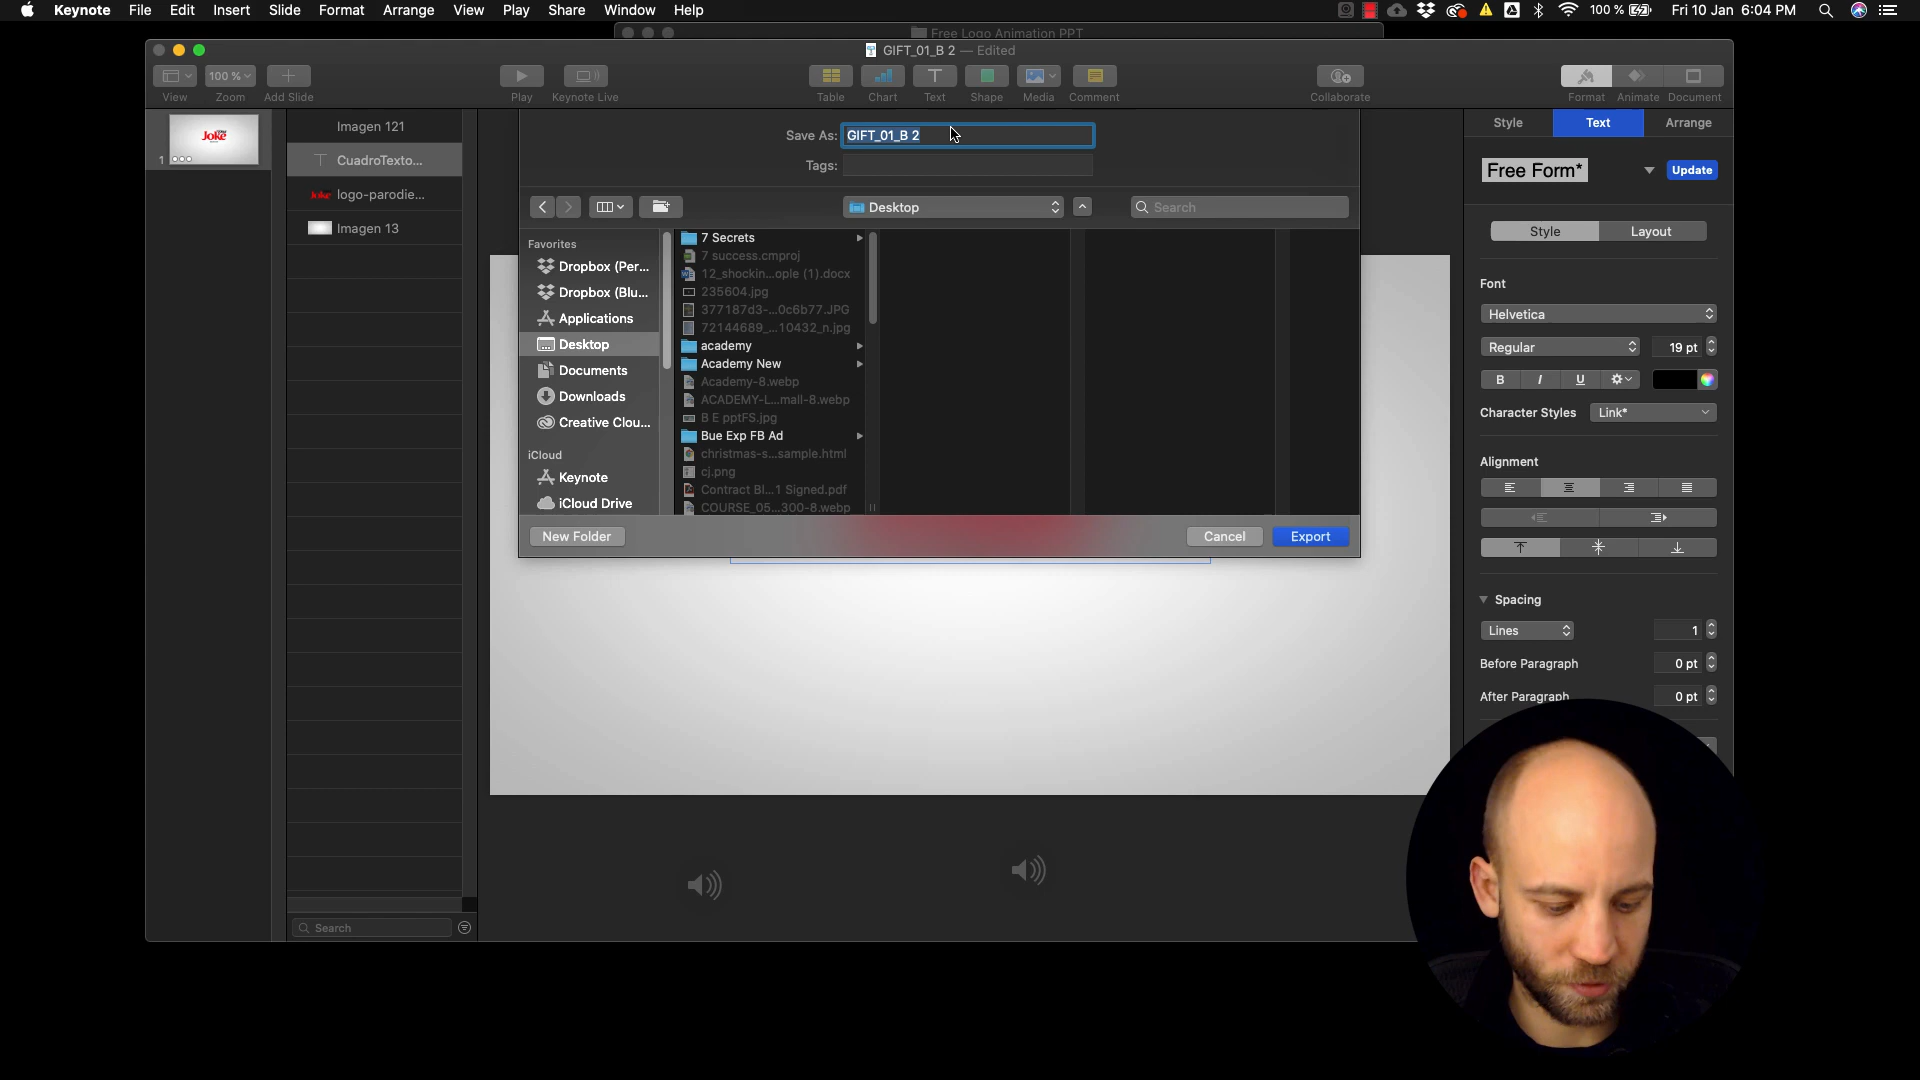 Keynote File Edit Insert Slide Format Arrange View Play Share Window Help 100 % Fri 10 Jan 6:04 PM
Free Logo Animation PPT
GIFT_01_B 2 — Edited
100 %
View Zoom Add Slide Play Keynote Live Table Chart Text Shape Media Comment Collaborate Format Animate Document
1
Joke
Imagen 121
CuadroTexto...
logo-parodie...
Imagen 13
Search
Save As: GIFT_01_B 2
Tags:
Desktop
Search
Favorites
Dropbox (Per...
Dropbox (Blu...
Applications
Desktop
Documents
Downloads
Creative Clou...
iCloud
Keynote
iCloud Drive
7 Secrets
7 success.cmproj
12_shockin...ople (1).docx
235604.jpg
377187d3-...0c6b77.JPG
72144689_...10432_n.jpg
academy
Academy New
Academy-8.webp
ACADEMY-L...mall-8.webp
B E pptFS.jpg
Bue Exp FB Ad
christmas-s...sample.html
cj.png
Contract Bl...1 Signed.pdf
COURSE_05...300-8.webp
New Folder Cancel Export
Style Text Arrange
Free Form* Update
Style Layout
Font
Helvetica
Regular 19 pt
B I U
Character Styles Link*
Alignment
Spacing
Lines 1
Before Paragraph 0 pt
After Paragraph 0 pt